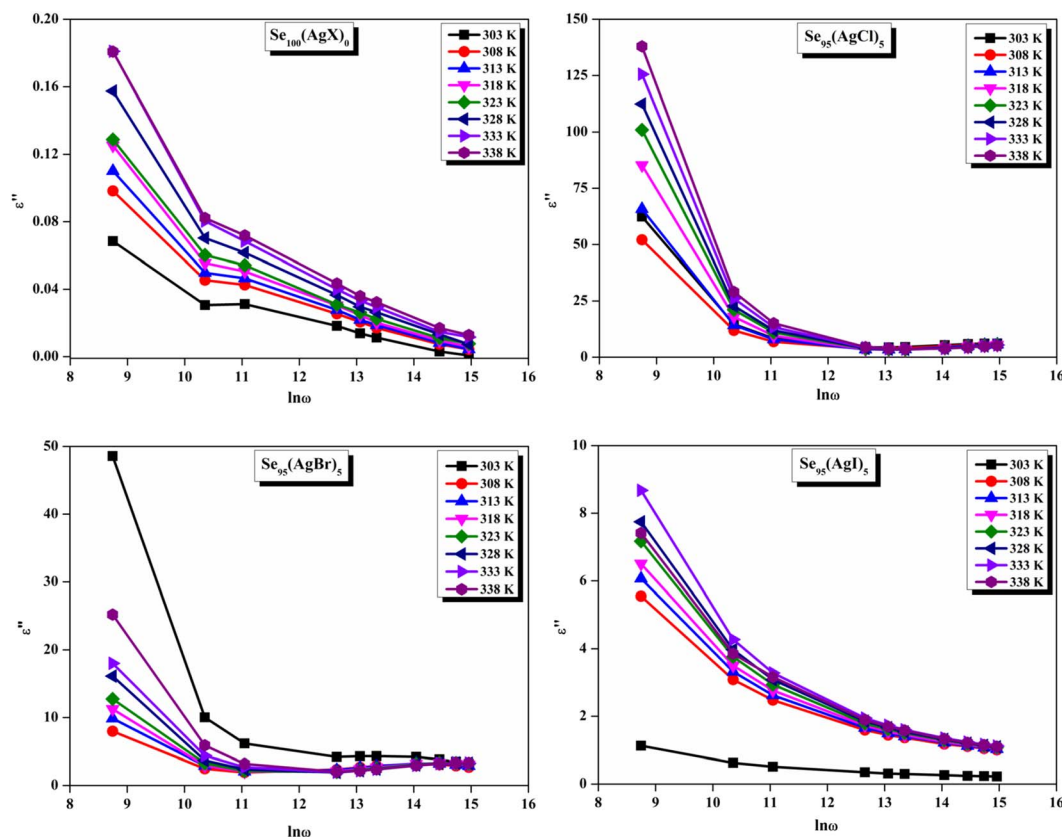 Se₁₀₀(AgX)₀
303 K
308 K
313 K
318 K
323 K
328 K
333 K
338 K
0.20
0.16
0.12
0.08
0.04
0.00
ε"
8 9 10 11 12 13 14 15 16
lnω
Se₉₅(AgCl)₅
303 K
308 K
313 K
318 K
323 K
328 K
333 K
338 K
150
125
100
75
50
25
0
ε"
8 9 10 11 12 13 14 15 16
lnω
Se₉₅(AgBr)₅
303 K
308 K
313 K
318 K
323 K
328 K
333 K
338 K
50
40
30
20
10
0
ε"
8 9 10 11 12 13 14 15 16
lnω
Se₉₅(AgI)₅
303 K
308 K
313 K
318 K
323 K
328 K
333 K
338 K
10
8
6
4
2
0
ε"
8 9 10 11 12 13 14 15 16
lnω